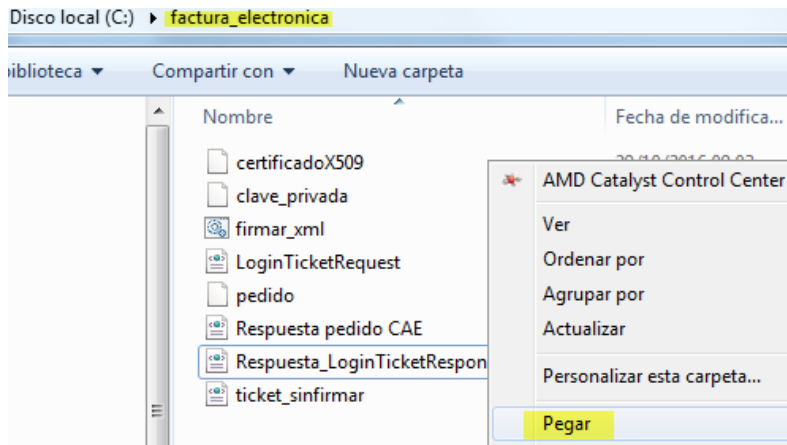 Disco local (C:) ▸ factura_electronica
biblioteca ▾ Compartir con ▾ Nueva carpeta
Nombre Fecha de modifica...
certificadoX509
AMD Catalyst Control Center
clave_privada
firmar_xml
Ver
LoginTicketRequest
Ordenar por
pedido
Agrupar por
Respuesta pedido CAE
Actualizar
Respuesta_LoginTicketRespon
Personalizar esta carpeta...
ticket_sinfirmar
Pegar